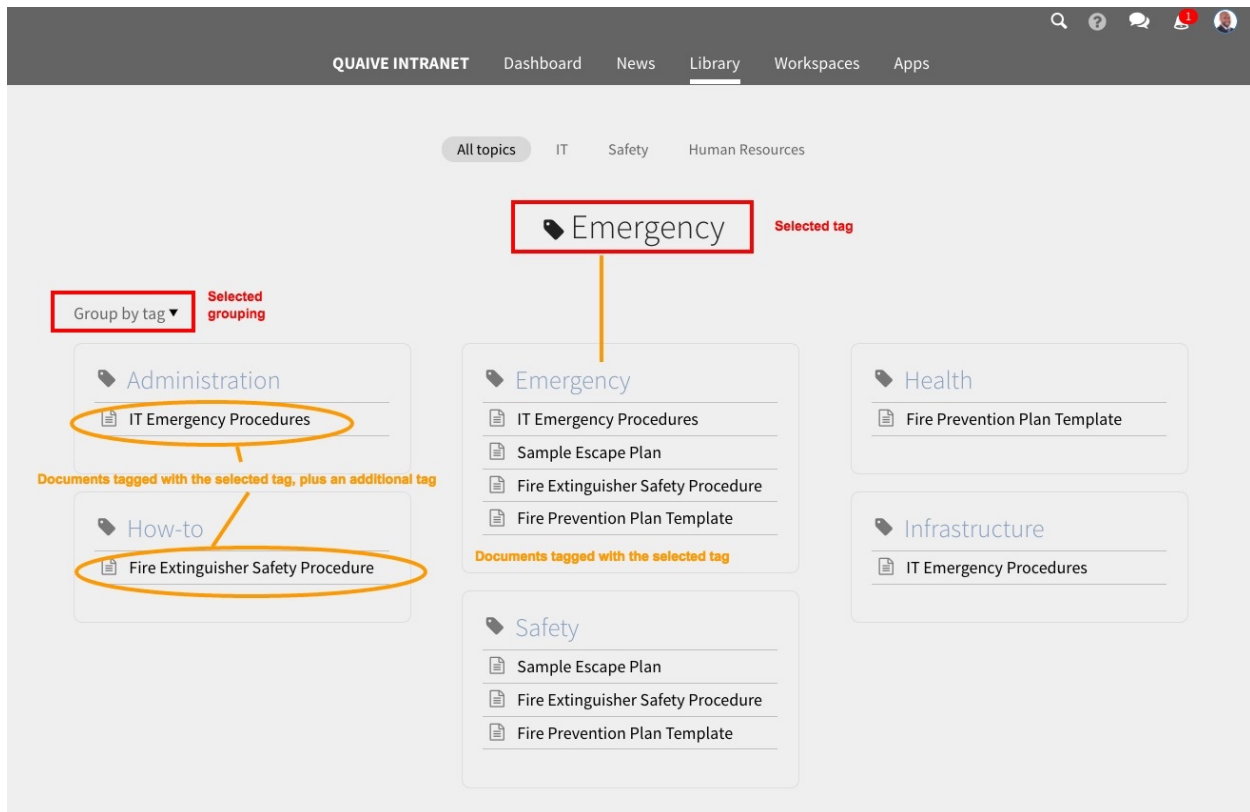 1
QUAIVE INTRANET Dashboard News Library Workspaces Apps
All topics IT Safety Human Resources
Emergency
Selected tag
Group by tag
Selected
grouping
Administration
IT Emergency Procedures
Documents tagged with the selected tag, plus an additional tag
How-to
Fire Extinguisher Safety Procedure
Emergency
IT Emergency Procedures
Sample Escape Plan
Fire Extinguisher Safety Procedure
Fire Prevention Plan Template
Documents tagged with the selected tag
Safety
Sample Escape Plan
Fire Extinguisher Safety Procedure
Fire Prevention Plan Template
Health
Fire Prevention Plan Template
Infrastructure
IT Emergency Procedures